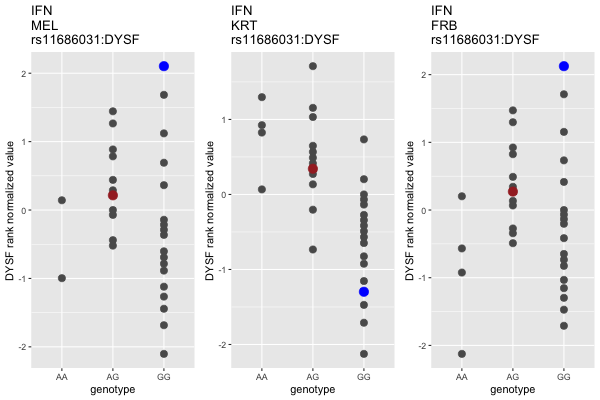 IFN
MEL
rs11686031:DYSF
DYSF rank normalized value
2
1
0
-1
-2
AA AG GG
genotype
IFN
KRT
rs11686031:DYSF
DYSF rank normalized value
1
0
-1
-2
AA AG GG
genotype
IFN
FRB
rs11686031:DYSF
DYSF rank normalized value
2
1
0
-1
-2
AA AG GG
genotype